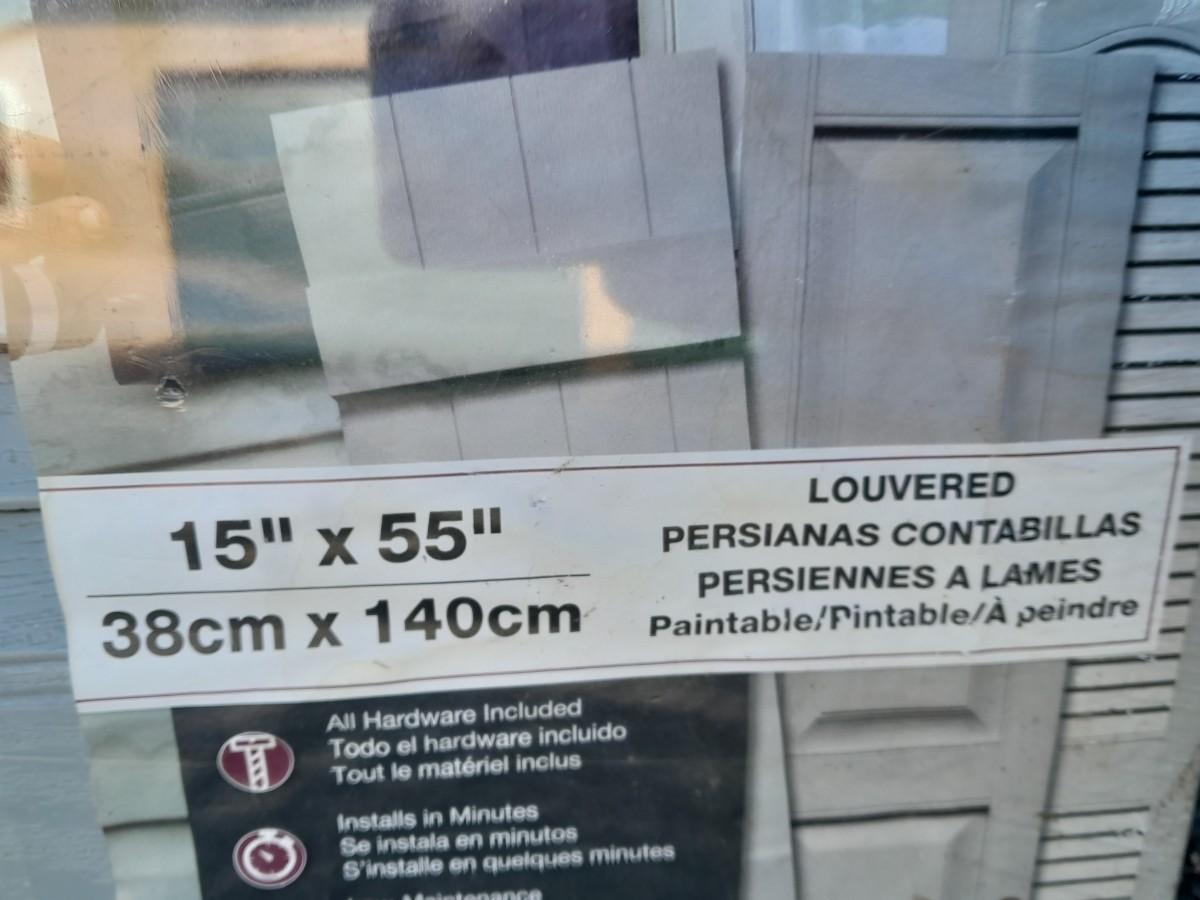 15" x 55"
38cm x 140cm
LOUVERED
PERSIANAS CONTABILLAS
PERSIENNES A LAMES
Paintable/Pintable/À peindre
All Hardware Included
Todo el hardware incluido
Tout le matériel inclus
Installs in Minutes
Se instala en minutos
S'installe en quelques minutes
Maintenance